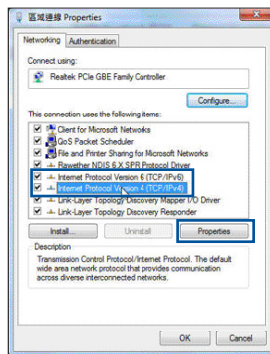 區域連線 Properties
Networking
Authentication
Connect using:
Realtek PCIe GBE Family Controller
Configure...
This connection uses the following items:
Client for Microsoft Networks
QoS Packet Scheduler
File and Printer Sharing for Microsoft Networks
Rawether NDIS 6.X SPR Protocol Driver
Internet Protocol Version 6 (TCP/IPv6)
Internet Protocol Version 4 (TCP/IPv4)
Link-Layer Topology Discovery Mapper I/O Driver
Link-Layer Topology Discovery Responder
Install...
Uninstall
Properties
Description
Transmission Control Protocol/Internet Protocol. The default
wide area network protocol that provides communication
across diverse interconnected networks.
OK
Cancel